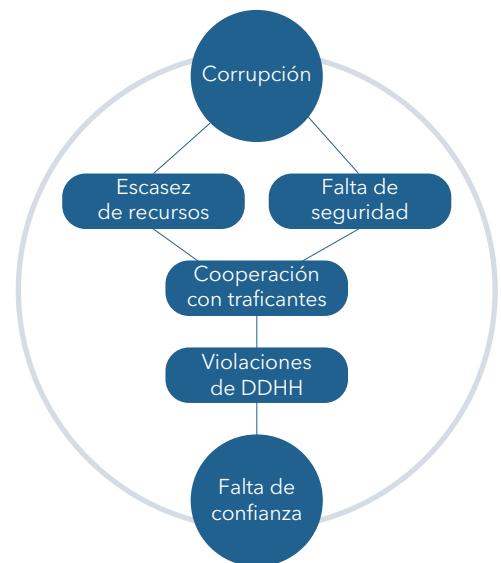 Corrupción
Escasez
de recursos
Falta de
seguridad
Cooperación
con traficantes
Violaciones
de DDHH
Falta de
confianza